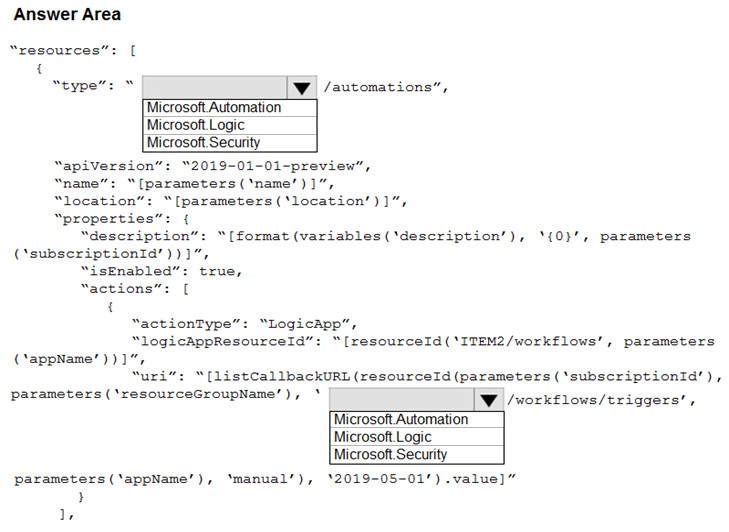 Answer Area
“resources”: [
{
“type”: “ /automations”,
Microsoft.Automation
Microsoft.Logic
Microsoft.Security
“apiVersion”: “2019-01-01-preview”,
“name”: “[parameters(‘name’)]”,
“location”: “[parameters(‘location’)]”,
“properties”: {
“description”: “[format(variables(‘description’), ‘{0}’, parameters
(‘subscriptionId’))]”,
“isEnabled”: true,
“actions”: [
{
“actionType”: “LogicApp”,
“logicAppResourceId”: “[resourceId(‘ITEM2/workflows’, parameters
(‘appName’))]”,
“uri”: “[listCallbackURL(resourceId(parameters(‘subscriptionId’),
parameters(‘resourceGroupName’), ‘ /workflows/triggers’,
Microsoft.Automation
Microsoft.Logic
Microsoft.Security
parameters(‘appName’), ‘manual’), ‘2019-05-01’).value]”
}
],